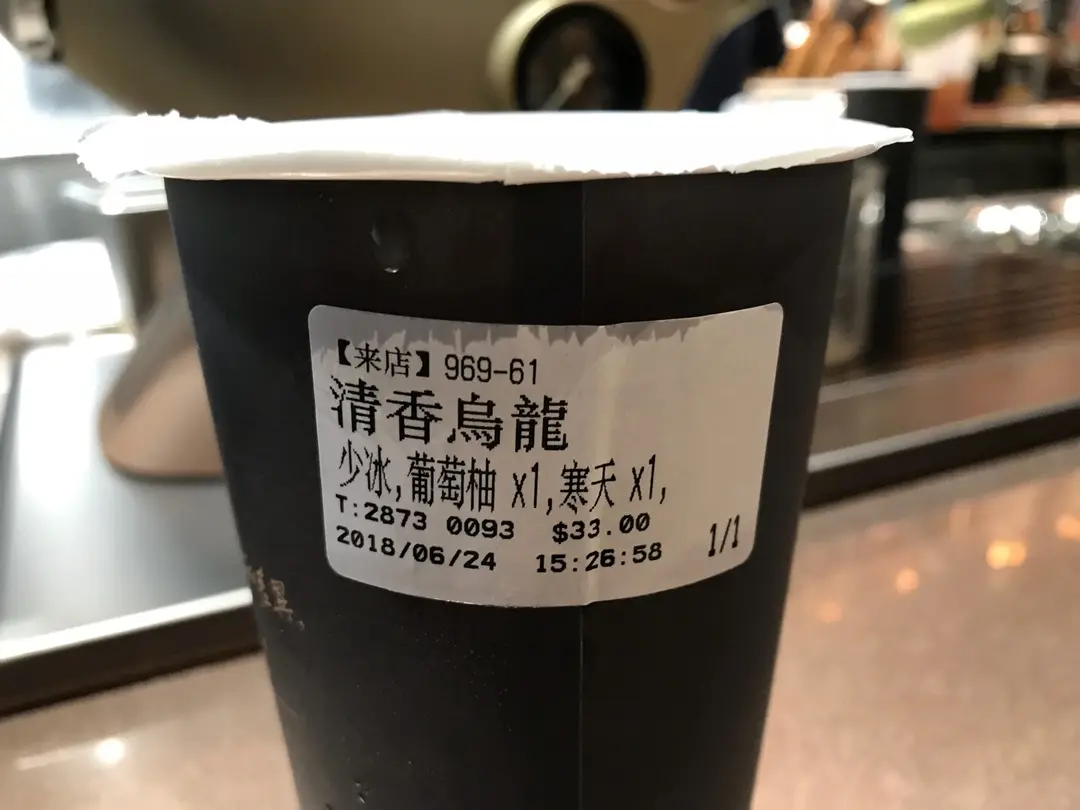 【来店】969-61
清香烏龍
少冰,葡萄柚 x1,寒天 x1,
T:2873 0093 $33.00
2018/06/24 15:26:58 1/1